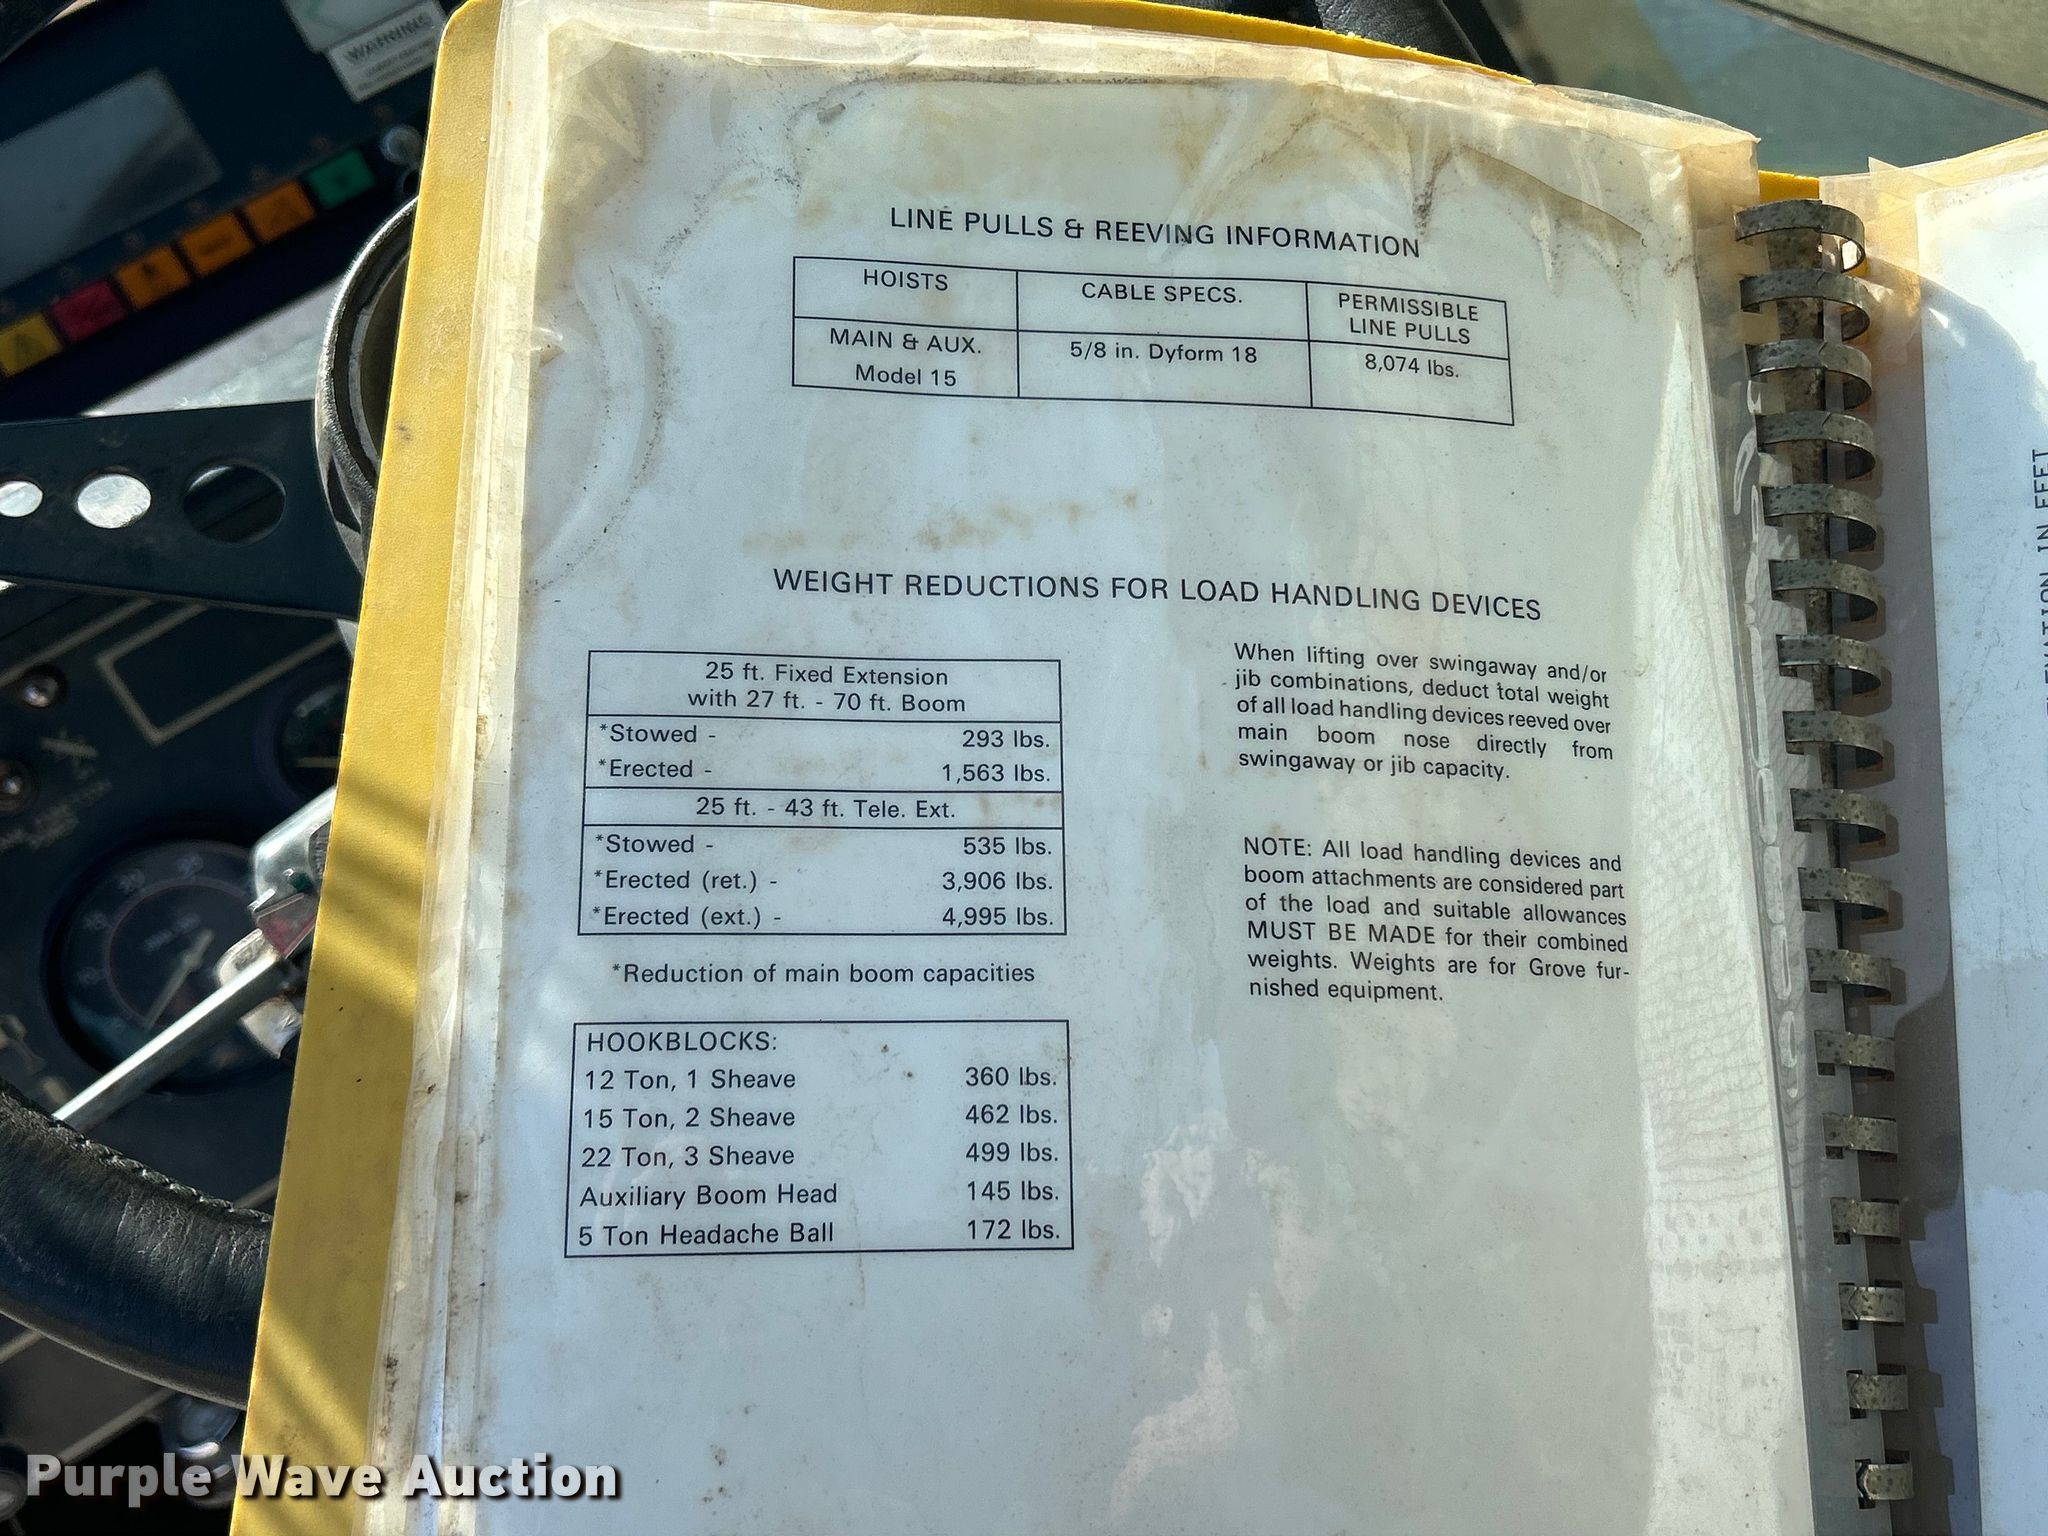 WARNING
LINE PULLS & REEVING INFORMATION
HOISTS
CABLE SPECS.
PERMISSIBLE
LINE PULLS
MAIN & AUX.
Model 15
5/8 in. Dyform 18
8,074 lbs.
WEIGHT REDUCTIONS FOR LOAD HANDLING DEVICES
25 ft. Fixed Extension
with 27 ft. - 70 ft. Boom
*Stowed - 293 lbs.
*Erected - 1,563 lbs.
25 ft. - 43 ft. Tele. Ext.
*Stowed - 535 lbs.
*Erected (ret.) - 3,906 lbs.
*Erected (ext.) - 4,995 lbs.
*Reduction of main boom capacities
HOOKBLOCKS:
12 Ton, 1 Sheave 360 lbs.
15 Ton, 2 Sheave 462 lbs.
22 Ton, 3 Sheave 499 lbs.
Auxiliary Boom Head 145 lbs.
5 Ton Headache Ball 172 lbs.
When lifting over swingaway and/or
jib combinations, deduct total weight
of all load handling devices reeved over
main boom nose directly from
swingaway or jib capacity.
NOTE: All load handling devices and
boom attachments are considered part
of the load and suitable allowances
MUST BE MADE for their combined
weights. Weights are for Grove fur-
nished equipment.
IN FEET
Purple Wave Auction